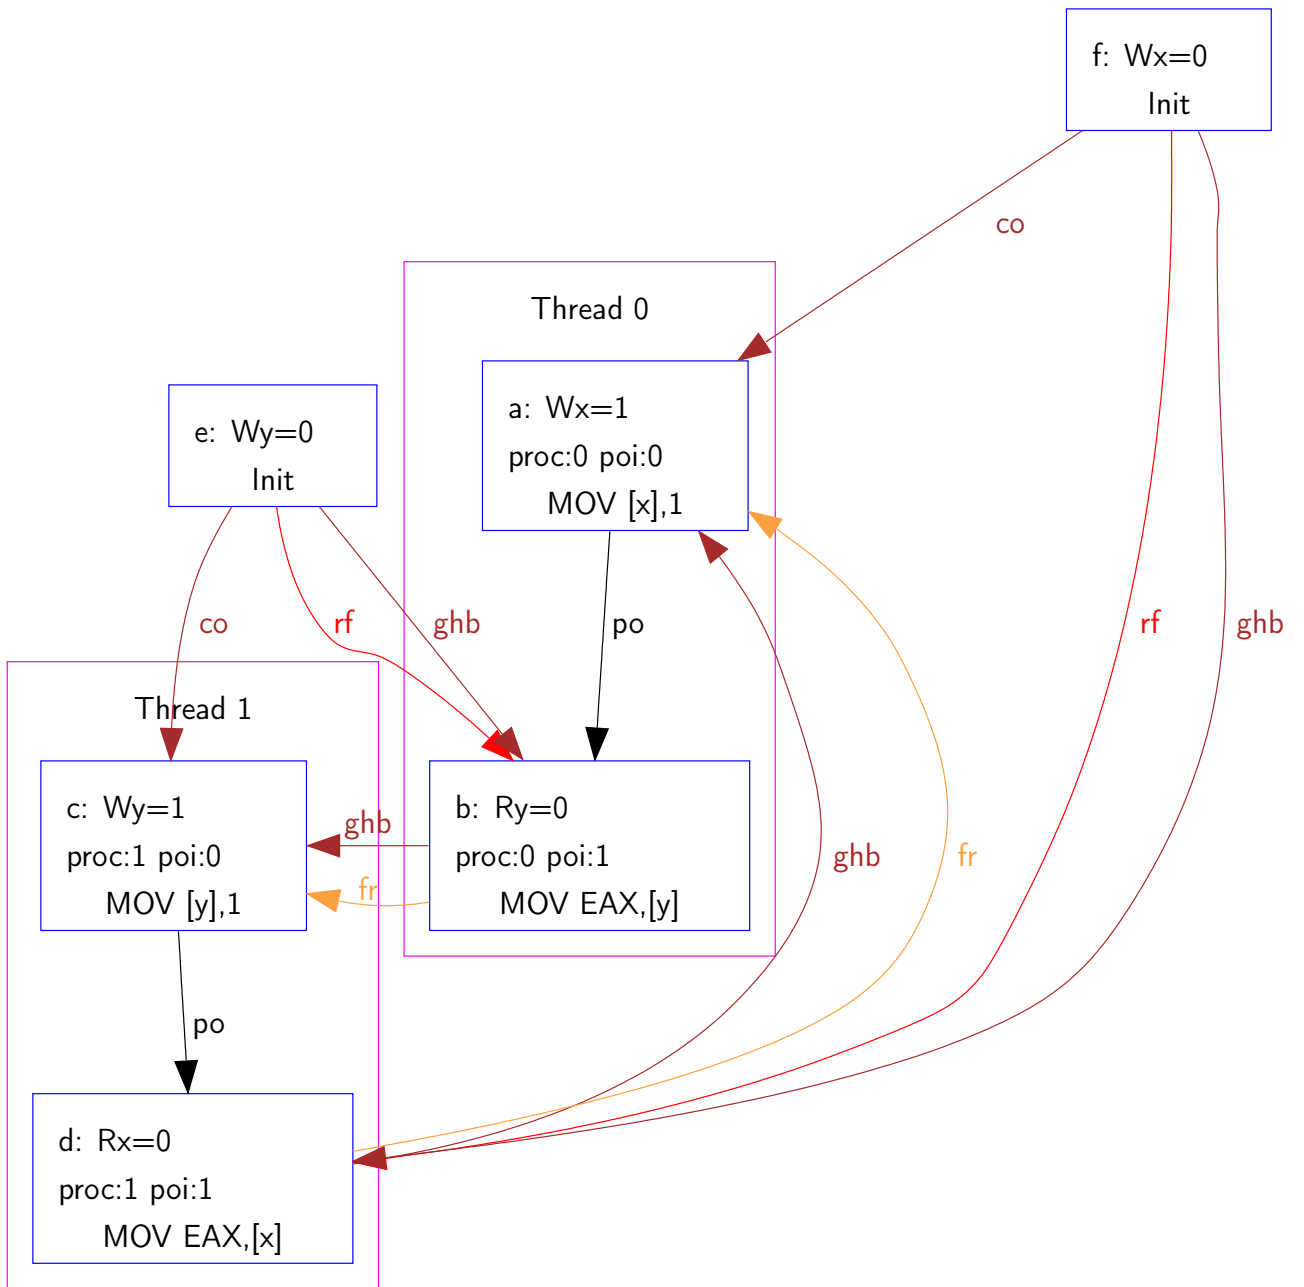 f: Wx=0
Init
co
Thread 0
a: Wx=1
proc:0 poi:0
MOV [x],1
e: Wy=0
Init
co
rf
ghb
po
rf
ghb
Thread 1
c: Wy=1
proc:1 poi:0
MOV [y],1
ghb
fr
b: Ry=0
proc:0 poi:1
MOV EAX,[y]
ghb
fr
po
d: Rx=0
proc:1 poi:1
MOV EAX,[x]